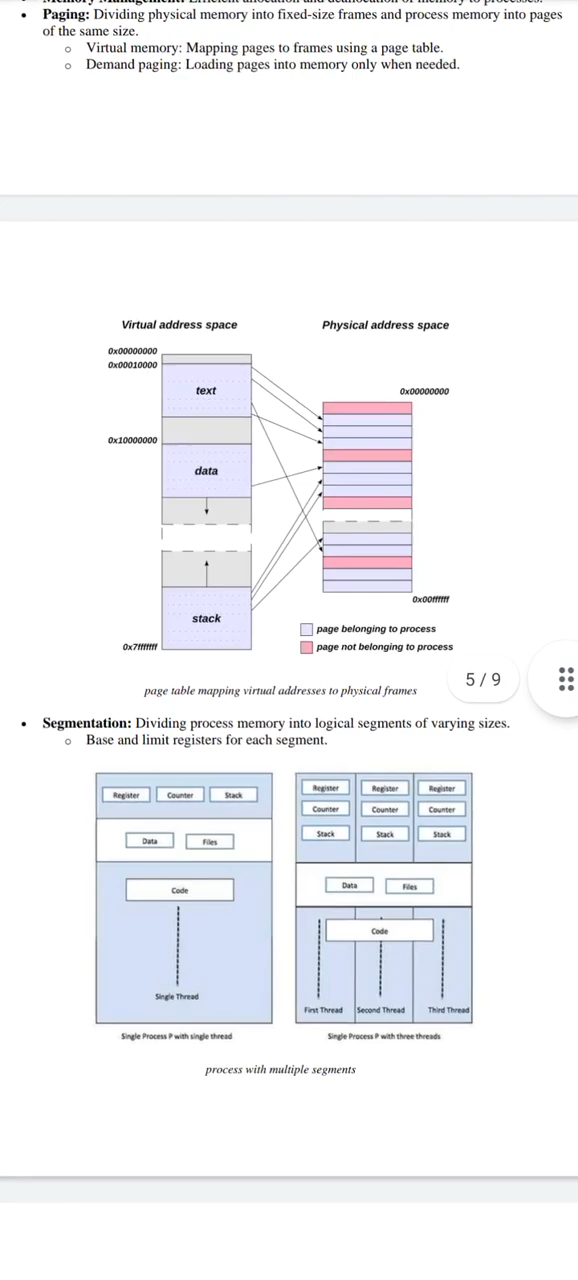 • Paging: Dividing physical memory into fixed-size frames and process memory into pages
of the same size.
o Virtual memory: Mapping pages to frames using a page table.
o Demand paging: Loading pages into memory only when needed.
Virtual address space
Physical address space
0x00000000
0x00010000
text
0x00000000
0x10000000
data
stack
0x00ffffff
0x7fffffff
page belonging to process
page not belonging to process
5 / 9
page table mapping virtual addresses to physical frames
• Segmentation: Dividing process memory into logical segments of varying sizes.
o Base and limit registers for each segment.
Register Counter Stack
Data Files
Code
Single Thread
Single Process P with single thread
Register Register Register
Counter Counter Counter
Stack Stack Stack
Data Files
Code
First Thread Second Thread Third Thread
Single Process P with three threads
process with multiple segments